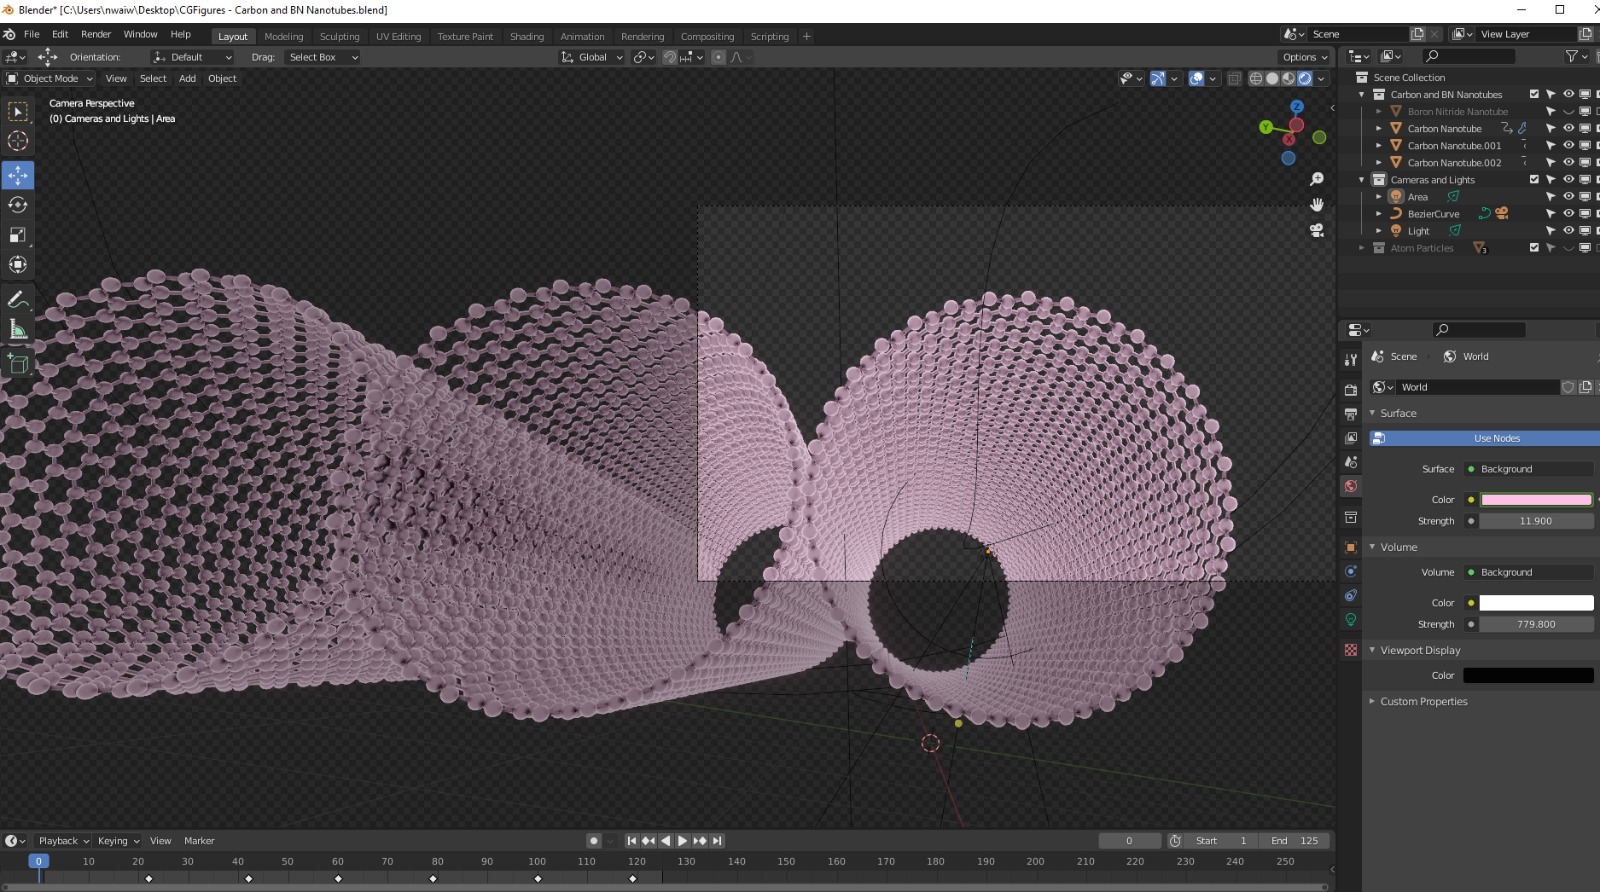 Blender* [C:\Users\nwaiw\Desktop\CGFigures - Carbon and BN Nanotubes.blend]
File Edit Render Window Help Layout Modeling Sculpting UV Editing Texture Paint Shading Animation Rendering Compositing Scripting + Scene View Layer
Orientation: Default Drag: Select Box Global Options
Object Mode View Select Add Object
Camera Perspective
(0) Cameras and Lights | Area
Z
Y
X
Scene Collection
Carbon and BN Nanotubes
Boron Nitride Nanotube
Carbon Nanotube
Carbon Nanotube.001
Carbon Nanotube.002
Cameras and Lights
Area
BezierCurve
Light
Atom Particles 3
Scene World
World
Surface
Use Nodes
Surface Background
Color
Strength 11.900
Volume
Volume Background
Color
Strength 779.800
Viewport Display
Color
Custom Properties
Playback Keying View Marker 0 Start 1 End 125
0 10 20 30 40 50 60 70 80 90 100 110 120 130 140 150 160 170 180 190 200 210 220 230 240 250